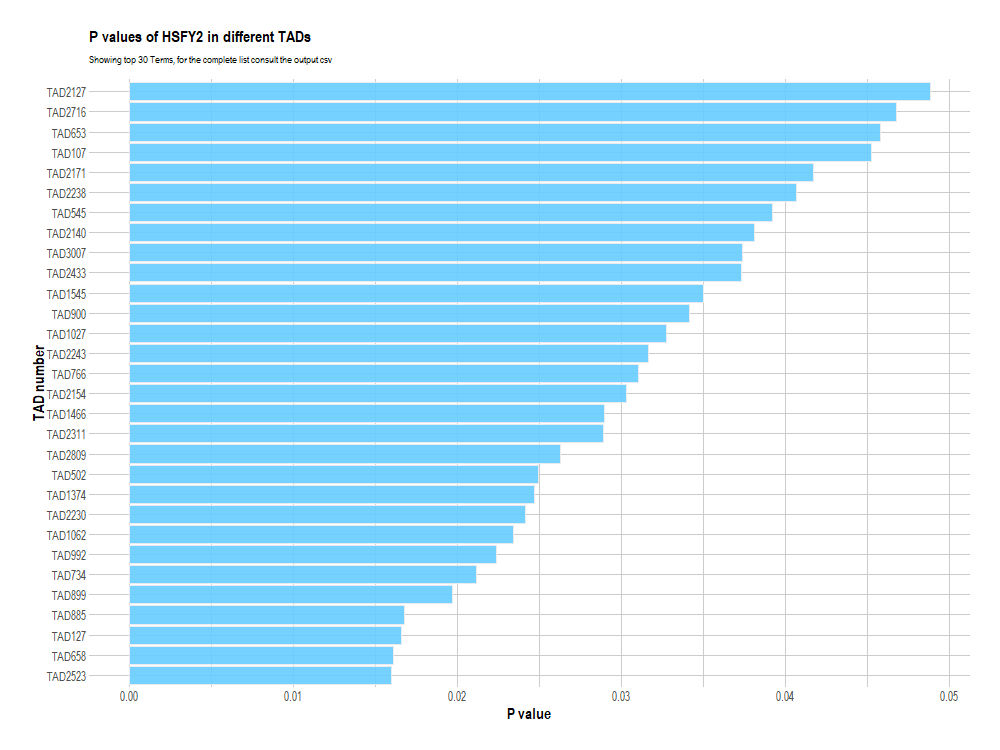 P values of HSFY2 in different TADs
Showing top 30 Terms, for the complete list consult the output csv
TAD2127
TAD2716
TAD653
TAD107
TAD2171
TAD2238
TAD545
TAD2140
TAD3007
TAD2433
TAD1545
TAD900
TAD1027
TAD2243
TAD766
TAD2154
TAD1466
TAD2311
TAD2809
TAD502
TAD1374
TAD2230
TAD1062
TAD992
TAD734
TAD899
TAD885
TAD127
TAD658
TAD2523
TAD number
0.00 0.01 0.02 0.03 0.04 0.05
P value